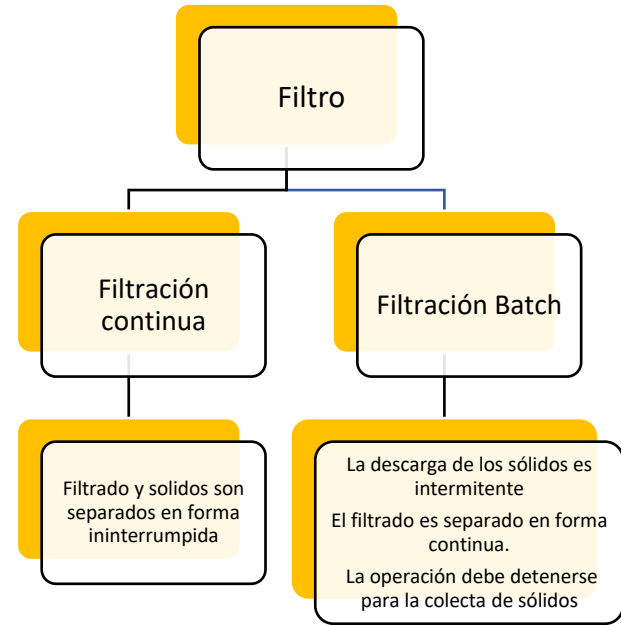 Filtro
Filtración
continua
Filtración Batch
Filtrado y solidos son
separados en forma
ininterrumpida
La descarga de los sólidos es
intermitente
El filtrado es separado en forma
continua.
La operación debe detenerse
para la colecta de sólidos